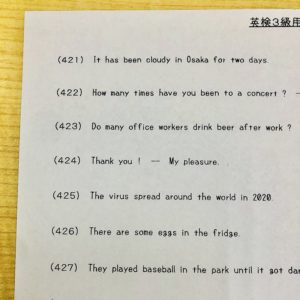 英検3級用
(421) It has been cloudy in Osaka for two days.
(422) How many times have you been to a concert ? －
(423) Do many office workers drink beer after work ?
(424) Thank you ! － My pleasure.
(425) The virus spread around the world in 2020.
(426) There are some eggs in the fridge.
(427) They played baseball in the park until it got dar